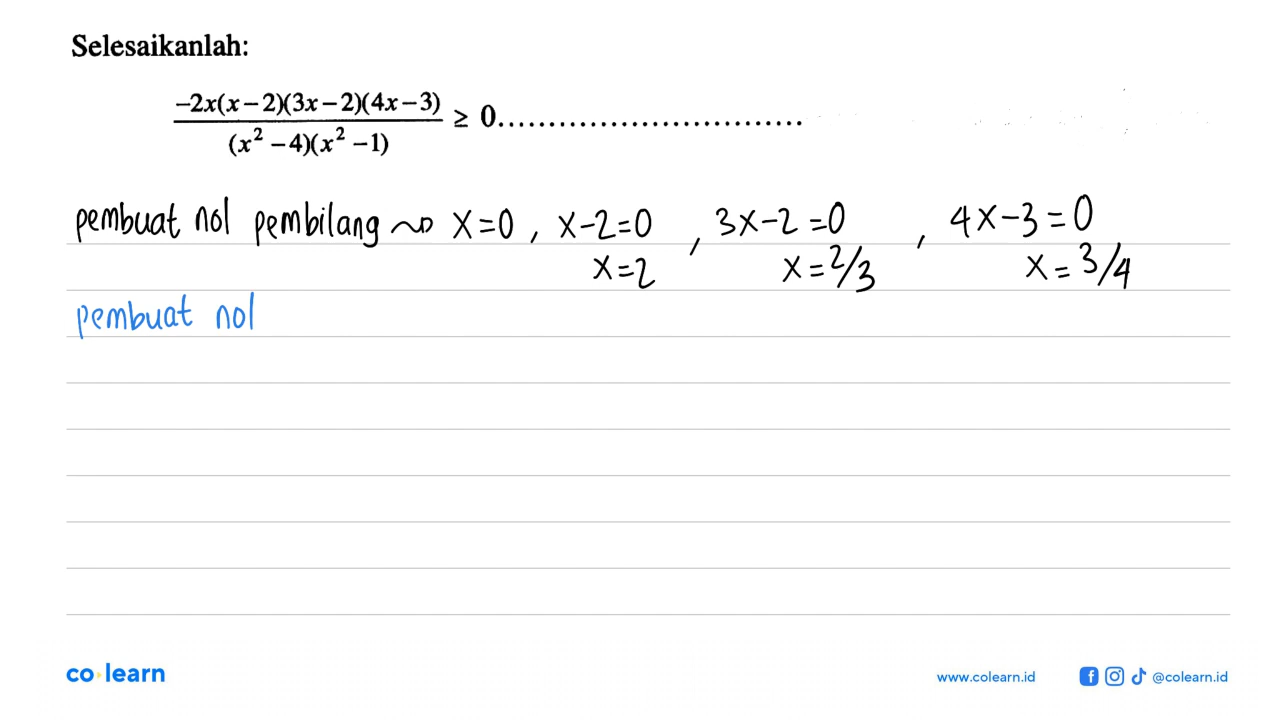 Selesaikanlah:
−2x(x−2)(3x−2)(4x−3)
≥ 0..............................
(x² −4)(x² −1)
pembuat nol pembilang ~> x=0 , x−2=0 , 3x−2=0 , 4x−3=0
x=2 x=2/3 x=3/4
pembuat nol
co·learn
www.colearn.id @colearn.id